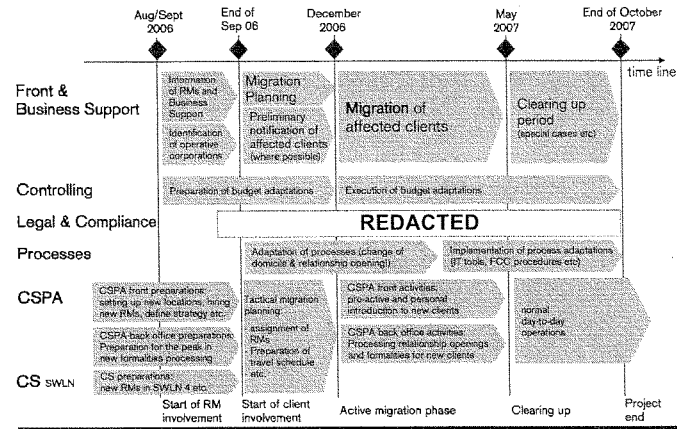 Aug/Sept
2006
End of
Sep 06
December
2006
May
2007
End of October
2007
time line
Front &
Business Support
Information
of RMs and
Business
Support
Identification
of operative
corporations
Migration
Planning
Preliminary
notification of
affected clients
(where possible)
Migration of
affected clients
Clearing up
period
(special cases etc)
Controlling
Preparation of budget adaptations
Execution of budget adaptations
Legal & Compliance
REDACTED
Processes
Adaptation of processes (change of
domicile & relationship opening!)
Implementation of process adaptations
(IT table, FCC procedures etc)
CSPA
CSPA front preparations:
setting up new locations, hiring
new RMs, define strategy etc.
CSPA back office preparations:
Preparation for the peak in
new formalities processing
Tactical migration
planning:
- assignment of
RMs
- Preparation of
travel schedule
etc.
CSPA front activities:
pro-active and personal
introduction to new clients
CSPA back office activities:
Processing relationship openings
and formalities for new clients
normal
day-to-day
operations
CS SWLN
CS preparations:
new RMs in SWLN 4 etc.
Start of RM
involvement
Start of client
involvement
Active migration phase
Clearing up
Project
end